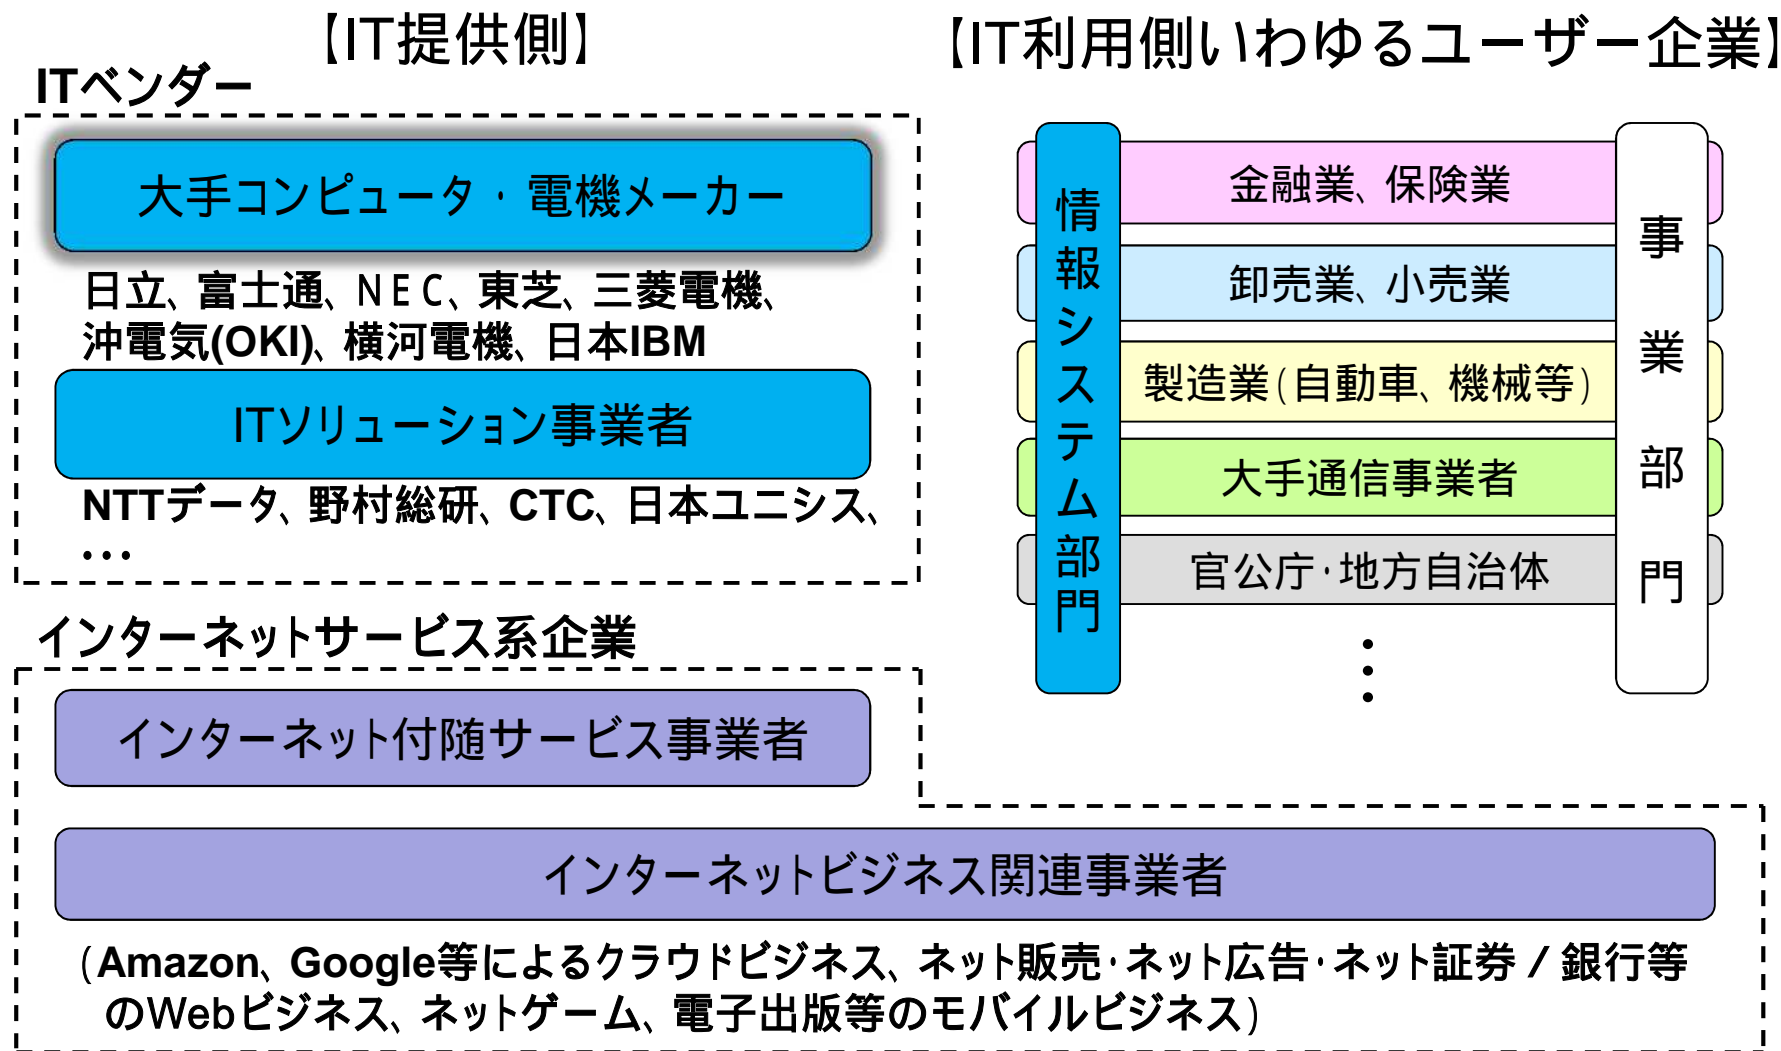 【IT提供側】
ITベンダー
大手コンピュータ・電機メーカー
日立、富士通、NEC、東芝、三菱電機、
沖電気(OKI)、横河電機、日本IBM
ITソリューション事業者
NTTデータ、野村総研、CTC、日本ユニシス、
・・・
インターネットサービス系企業
インターネット付随サービス事業者
インターネットビジネス関連事業者
(Amazon、Google等によるクラウドビジネス、ネット販売・ネット広告・ネット証券/銀行等
のWebビジネス、ネットゲーム、電子出版等のモバイルビジネス)
【IT利用側いわゆるユーザー企業】
情報システム部門
金融業、保険業
卸売業、小売業
製造業(自動車、機械等)
大手通信事業者
官公庁・地方自治体
⋮
事業部門